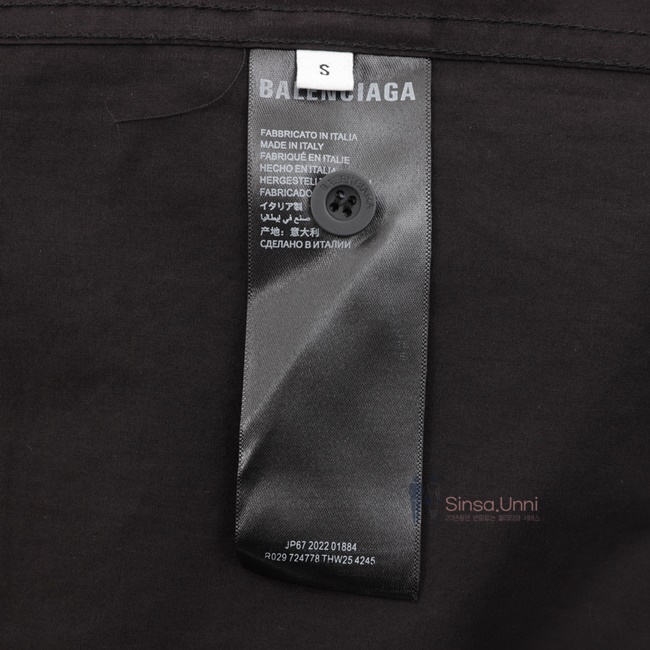 S
BALENCIAGA
FABBRICATO IN ITALIA
MADE IN ITALY
FABRIQUÉ EN ITALIE
HECHO EN ITALIA
HERGESTELL
FABRICADO
イタリア製
صنع في إيطاليا
产地：意大利
СДЕЛАНО В ИТАЛИИ
Sinsa.Unni
JP67 2022 01884
R029 724778 THW25 4245